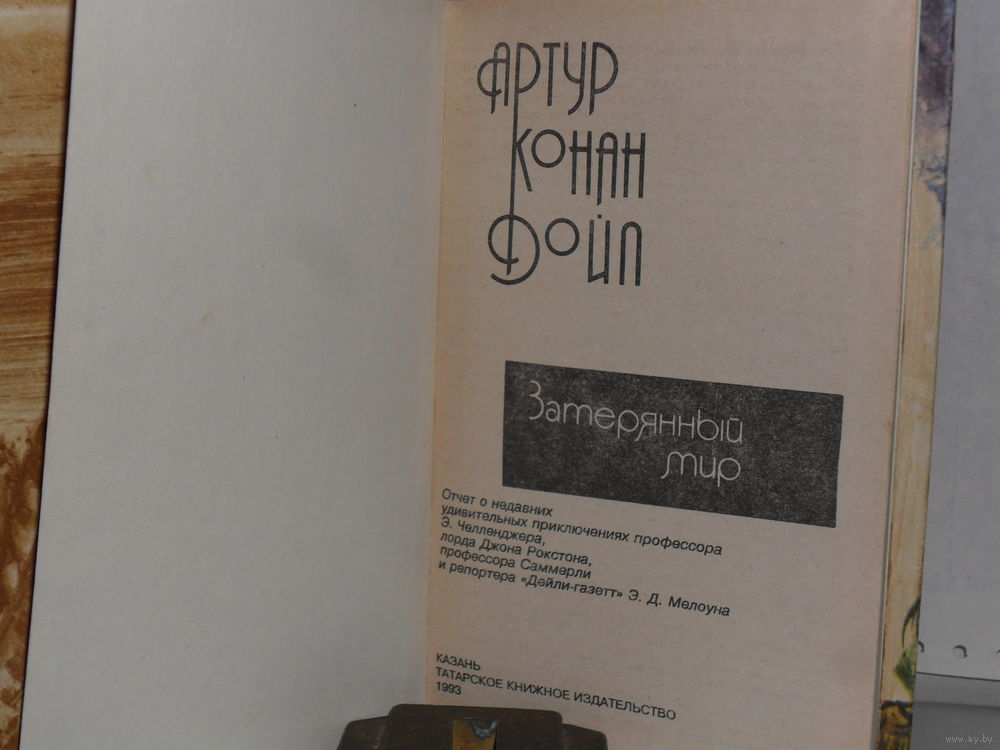 АРТУР
КОНАН
ДОЙЛ
Затерянный
мир
Отчет о недавних
удивительных приключениях профессора
Э. Челленджера,
лорда Джона Рокстона,
профессора Саммерли
и репортера «Дейли-газетт» Э. Д. Мелоуна
КАЗАНЬ
ТАТАРСКОЕ КНИЖНОЕ ИЗДАТЕЛЬСТВО
1993
www.ay.by